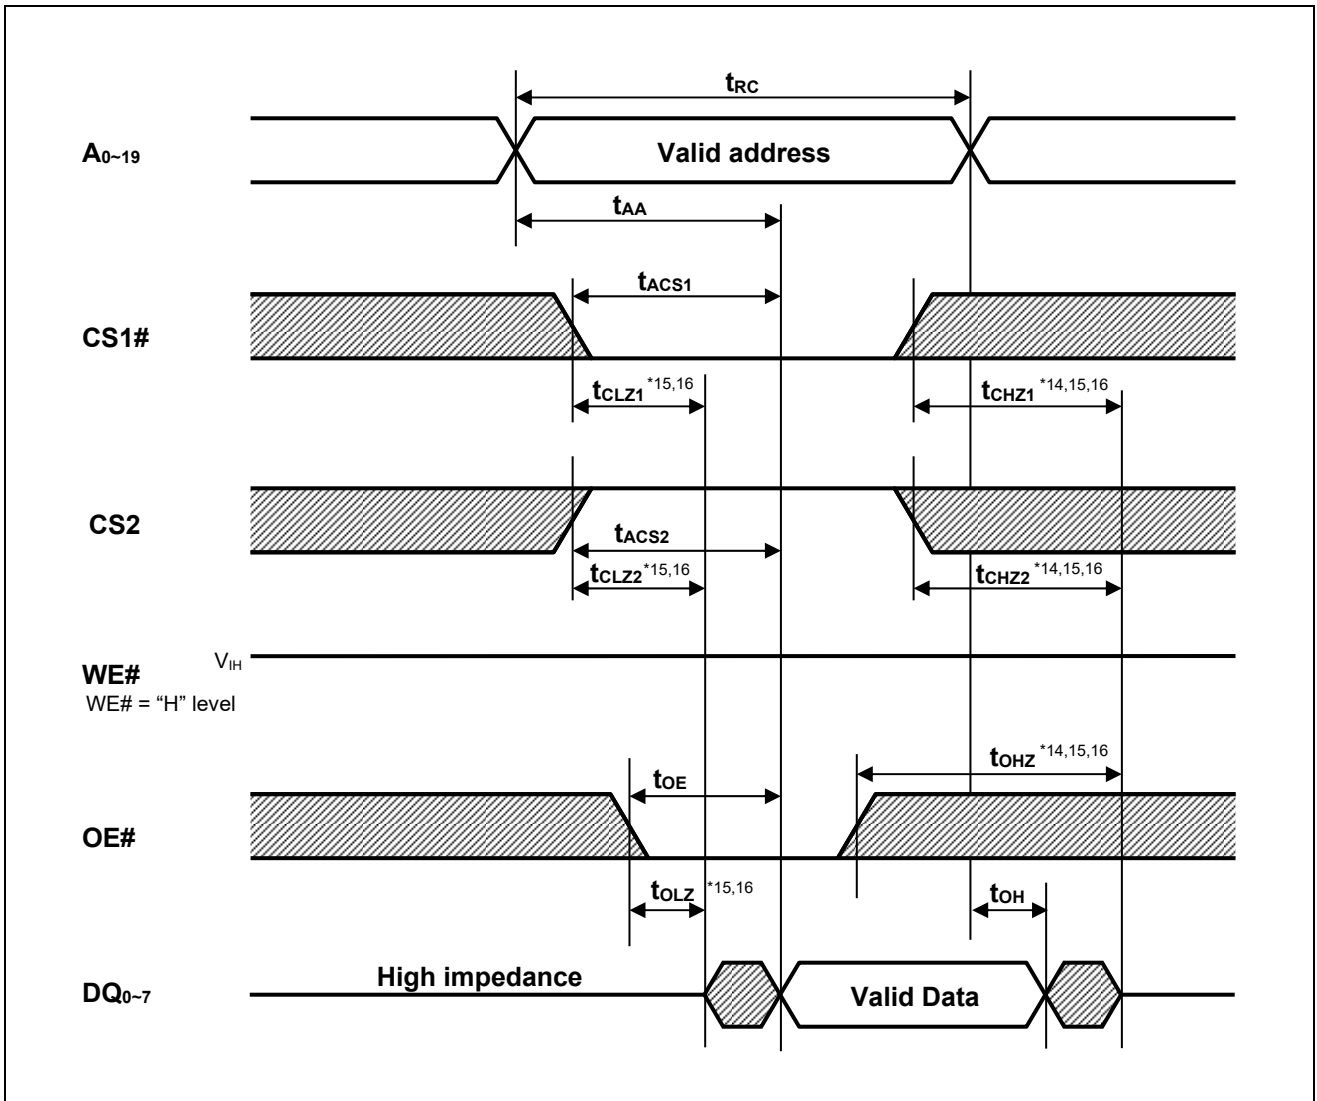 tRC
A0~19
Valid address
tAA
tACS1
CS1#
tCLZ1 *15,16
tCHZ1 *14,15,16
CS2
tACS2
tCLZ2 *15,16
tCHZ2 *14,15,16
WE#
VIH
WE# = “H” level
tOHZ *14,15,16
tOE
OE#
tOLZ *15,16
tOH
High impedance
DQ0~7
Valid Data